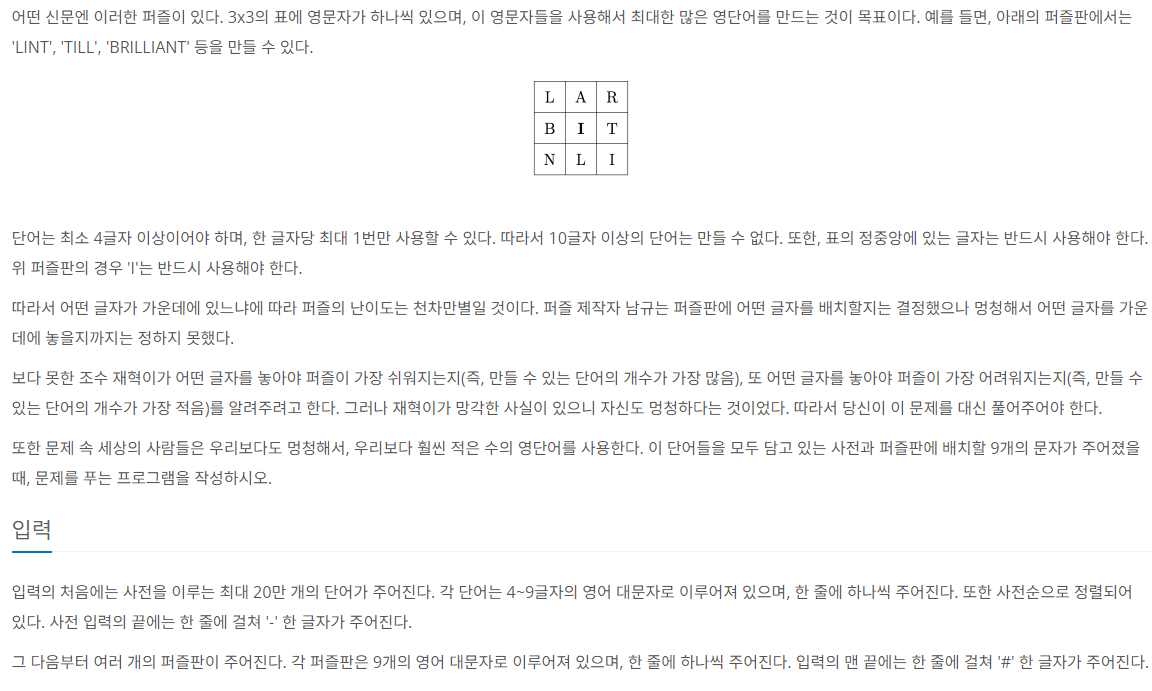 어떤 신문엔 이러한 퍼즐이 있다. 3x3의 표에 영문자가 하나씩 있으며, 이 영문자들을 사용해서 최대한 많은 영단어를 만드는 것이 목표이다. 예를 들면, 아래의 퍼즐판에서는
'LINT', 'TILL', 'BRILLIANT' 등을 만들 수 있다.
L A R
B I T
N L I
단어는 최소 4글자 이상이어야 하며, 한 글자당 최대 1번만 사용할 수 있다. 따라서 10글자 이상의 단어는 만들 수 없다. 또한, 표의 정중앙에 있는 글자는 반드시 사용해야 한다.
위 퍼즐판의 경우 'I'는 반드시 사용해야 한다.
따라서 어떤 글자가 가운데에 있느냐에 따라 퍼즐의 난이도는 천차만별일 것이다. 퍼즐 제작자 남규는 퍼즐판에 어떤 글자를 배치할지는 결정했으나 멍청해서 어떤 글자를 가운
데에 놓을지까지는 정하지 못했다.
보다 못한 조수 재혁이가 어떤 글자를 놓아야 퍼즐이 가장 쉬워지는지(즉, 만들 수 있는 단어의 개수가 가장 많음), 또 어떤 글자를 놓아야 퍼즐이 가장 어려워지는지(즉, 만들 수
있는 단어의 개수가 가장 적음)를 알려주려고 한다. 그러나 재혁이가 망각한 사실이 있으니 자신도 멍청하다는 것이었다. 따라서 당신이 이 문제를 대신 풀어주어야 한다.
또한 문제 속 세상의 사람들은 우리보다도 멍청해서, 우리보다 훨씬 적은 수의 영단어를 사용한다. 이 단어들을 모두 담고 있는 사전과 퍼즐판에 배치할 9개의 문자가 주어졌을
때, 문제를 푸는 프로그램을 작성하시오.
입력
입력의 처음에는 사전을 이루는 최대 20만 개의 단어가 주어진다. 각 단어는 4~9글자의 영어 대문자로 이루어져 있으며, 한 줄에 하나씩 주어진다. 또한 사전순으로 정렬되어
있다. 사전 입력의 끝에는 한 줄에 걸쳐 '-' 한 글자가 주어진다.
그 다음부터 여러 개의 퍼즐판이 주어진다. 각 퍼즐판은 9개의 영어 대문자로 이루어져 있으며, 한 줄에 하나씩 주어진다. 입력의 맨 끝에는 한 줄에 걸쳐 '#' 한 글자가 주어진다.